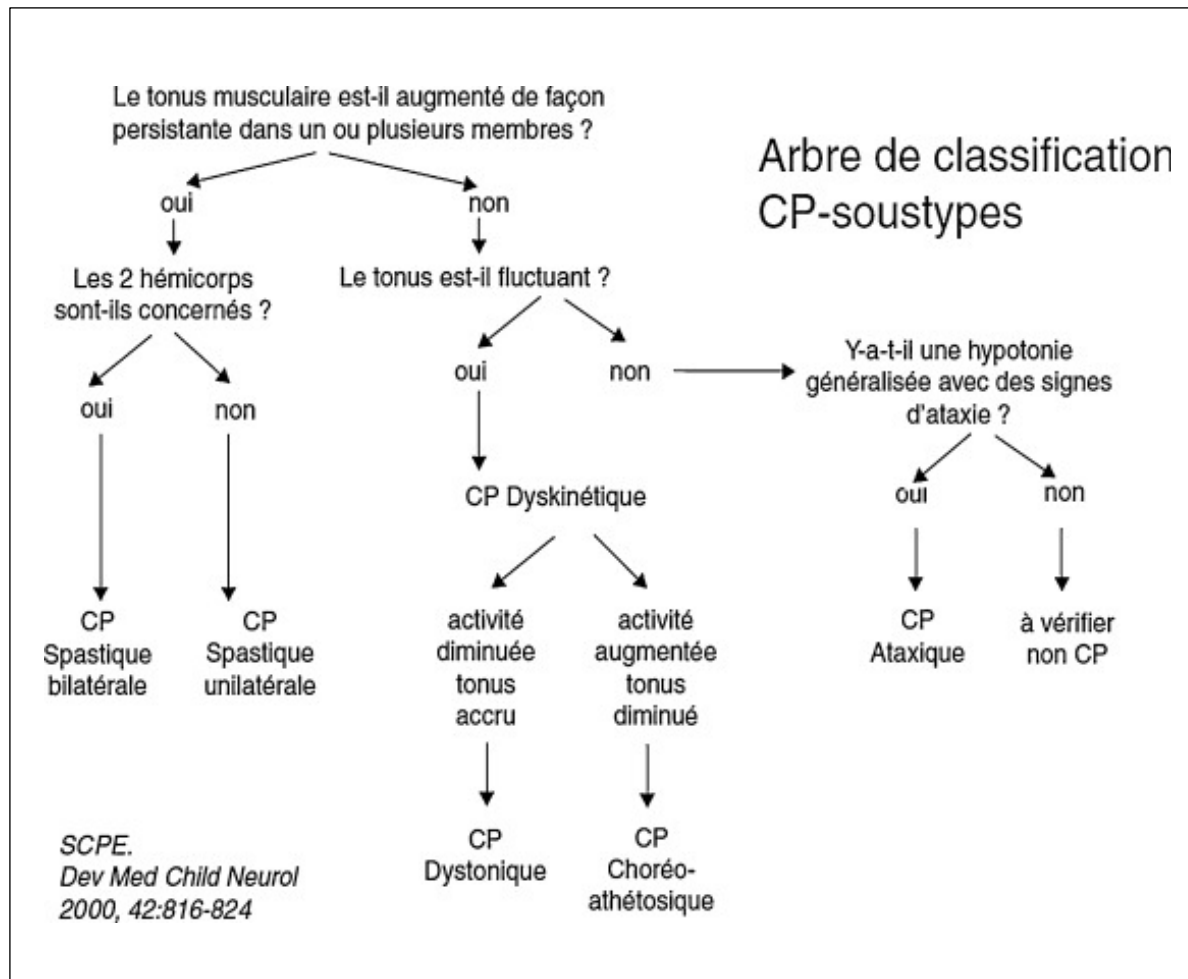 Le tonus musculaire est-il augmenté de façon
persistante dans un ou plusieurs membres ?
Arbre de classification
CP-soustypes
oui
non
Les 2 hémicorps
sont-ils concernés ?
Le tonus est-il fluctuant ?
oui
non
oui
non
Y-a-t-il une hypotonie
généralisée avec des signes
d'ataxie ?
CP Dyskinétique
oui
non
CP
Spastique
bilatérale
CP
Spastique
unilatérale
activité
diminuée
tonus
accru
activité
augmentée
tonus
diminué
CP
Ataxique
à vérifier
non CP
CP
Dystonique
CP
Choréo-
athétosique
SCPE.
Dev Med Child Neurol
2000, 42:816-824